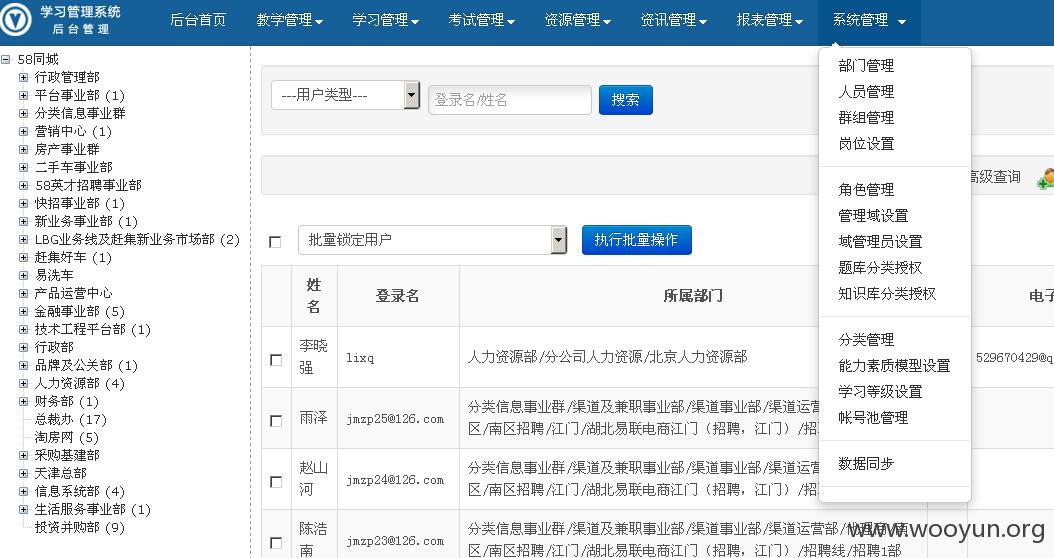 学习管理系统
后台管理
后台首页 教学管理 学习管理 考试管理 资源管理 资讯管理 报表管理 系统管理
58同城
行政管理部
平台事业部 (1)
分类信息事业群
营销中心 (1)
房产事业群
二手车事业部
58英才招聘事业部
快招事业部 (1)
新业务事业部 (1)
LBG业务线及赶集新业务市场部 (2)
赶集好车 (1)
易洗车
产品运营中心
金融事业部 (5)
技术工程平台部 (1)
行政部
品牌及公关部 (1)
人力资源部 (4)
财务部 (1)
总裁办 (17)
淘房网 (5)
采购基建部
天津总部
信息系统部 (4)
生活服务事业部 (1)
投资并购部 (9)
---用户类型---
登录名/姓名
搜索
高级查询
批量锁定用户
执行批量操作
姓名 登录名 所属部门 电子
李晓强 lixq 人力资源部/分公司人力资源/北京人力资源部 529670429@q
雨泽 jmzp25@126.com 分类信息事业群/渠道及兼职事业部/渠道事业部/渠道运营
区/南区招聘/江门/湖北易联电商江门（招聘，江门）/招
赵山河 jmzp24@126.com 分类信息事业群/渠道及兼职事业部/渠道事业部/渠道运营
区/南区招聘/江门/湖北易联电商江门（招聘，江门）/招
陈浩南 jmzp23@126.com 分类信息事业群/渠道及兼职事业部/渠道事业部/渠道运营部
区/南区招聘/江门/湖北易联电商江门（招聘，江门）/招聘线/招聘1部
部门管理
人员管理
群组管理
岗位设置
角色管理
管理域设置
域管理员设置
题库分类授权
知识库分类授权
分类管理
能力素质模型设置
学习等级设置
帐号池管理
数据同步
www.wooyun.org